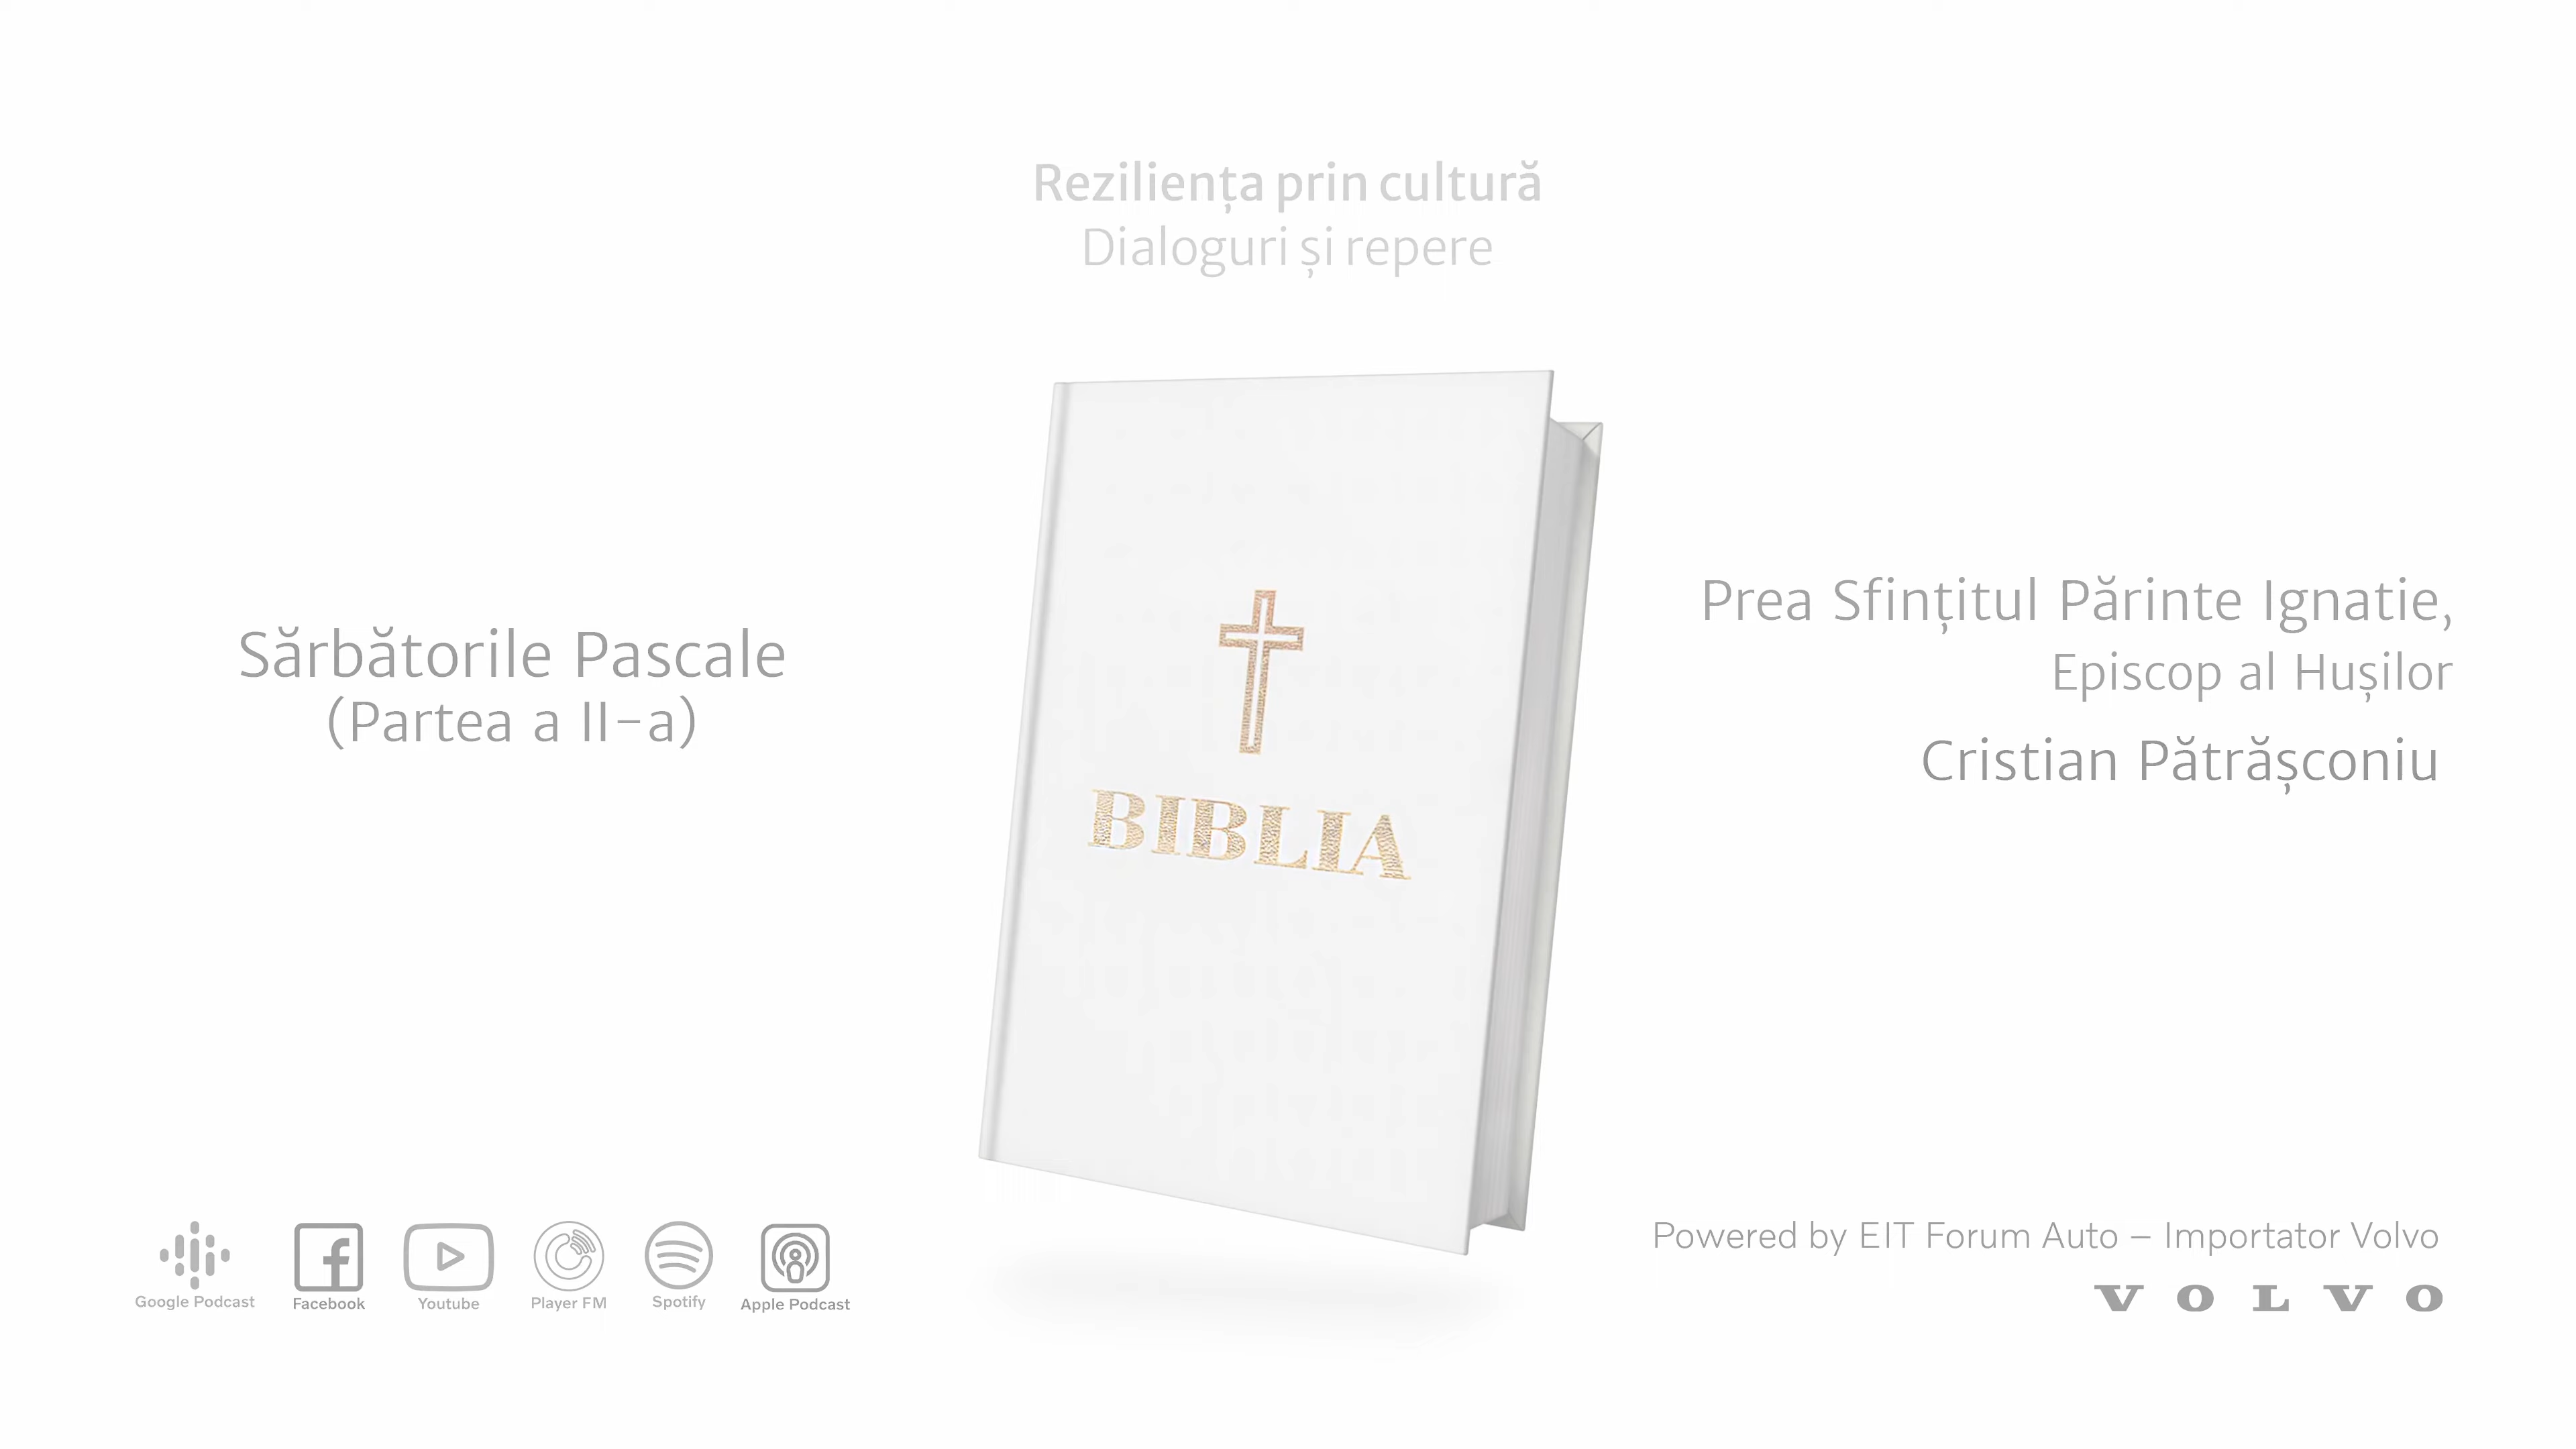 Reziliența prin cultură
Dialoguri și repere
Sărbătorile Pascale
(Partea a II-a)
BIBLIA
Prea Sfințitul Părinte Ignatie,
Episcop al Hușilor
Cristian Pătrășconiu
Google Podcast
Facebook
Youtube
Player FM
Spotify
Apple Podcast
Powered by EIT Forum Auto – Importator Volvo
VOLVO